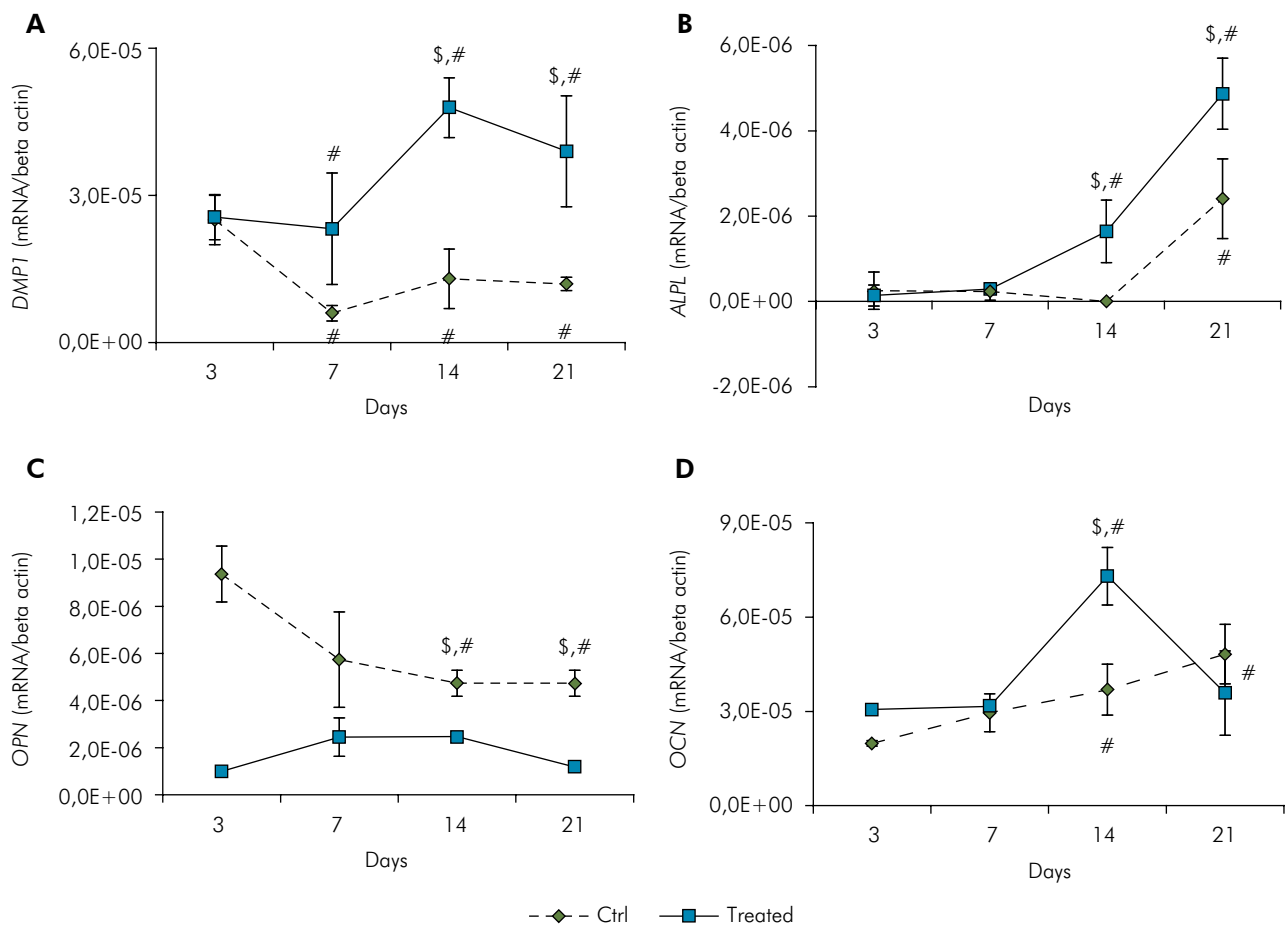 A
DMP1 (mRNA/beta actin)
6,0E-05
3,0E-05
0,0E+00
#
$,#
$,#
# # #
3 7 14 21
Days
B
ALPL (mRNA/beta actin)
6,0E-06
4,0E-06
2,0E-06
0,0E+00
-2,0E-06
$,#
$,#
#
3 7 14 21
Days
C
OPN (mRNA/beta actin)
1,2E-05
1,0E-05
8,0E-06
6,0E-06
4,0E-06
2,0E-06
0,0E+00
$,# $,#
3 7 14 21
Days
D
OCN (mRNA/beta actin)
9,0E-05
6,0E-05
3,0E-05
0,0E+00
$,#
#
#
3 7 14 21
Days
Ctrl Treated